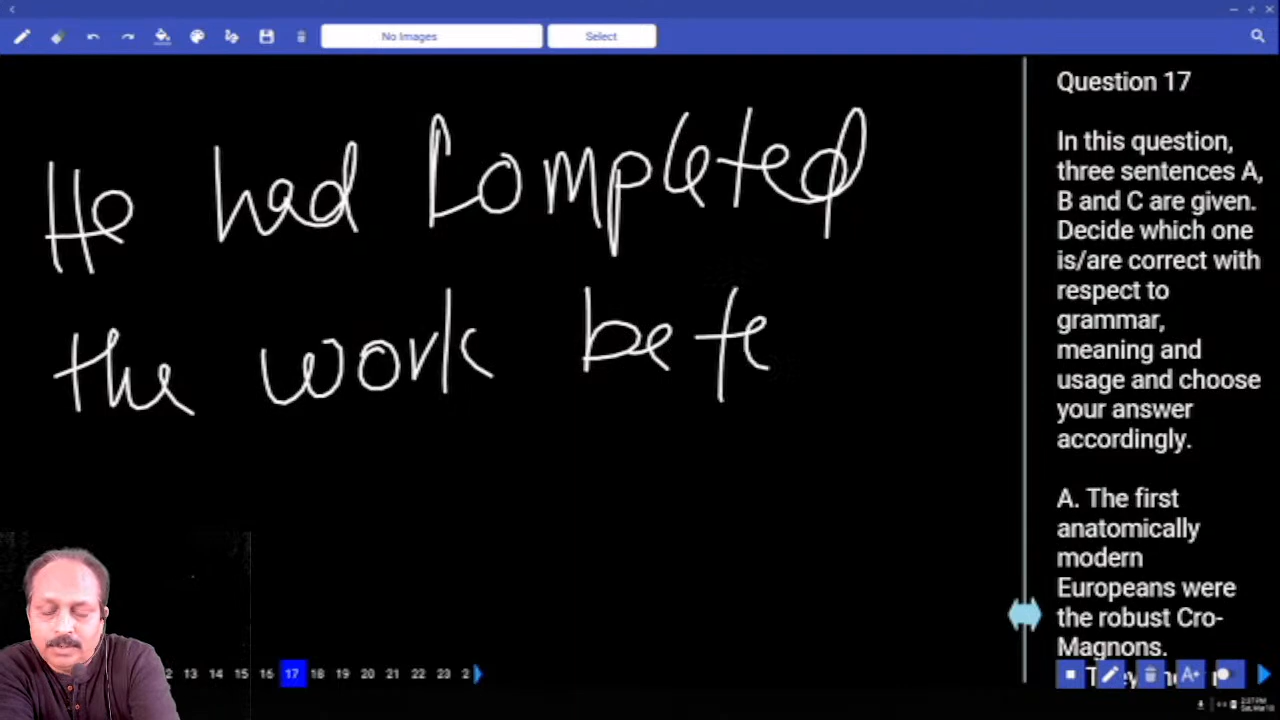 No Images
Select
Question 17
In this question,
three sentences A,
B and C are given.
Decide which one
is/are correct with
respect to
grammar,
meaning and
usage and choose
your answer
accordingly.
A. The first
anatomically
modern
Europeans were
the robust Cro-
Magnons.
He had completed
the work befe
2 13 14 15 16 17 18 19 20 21 22 23 2
A+